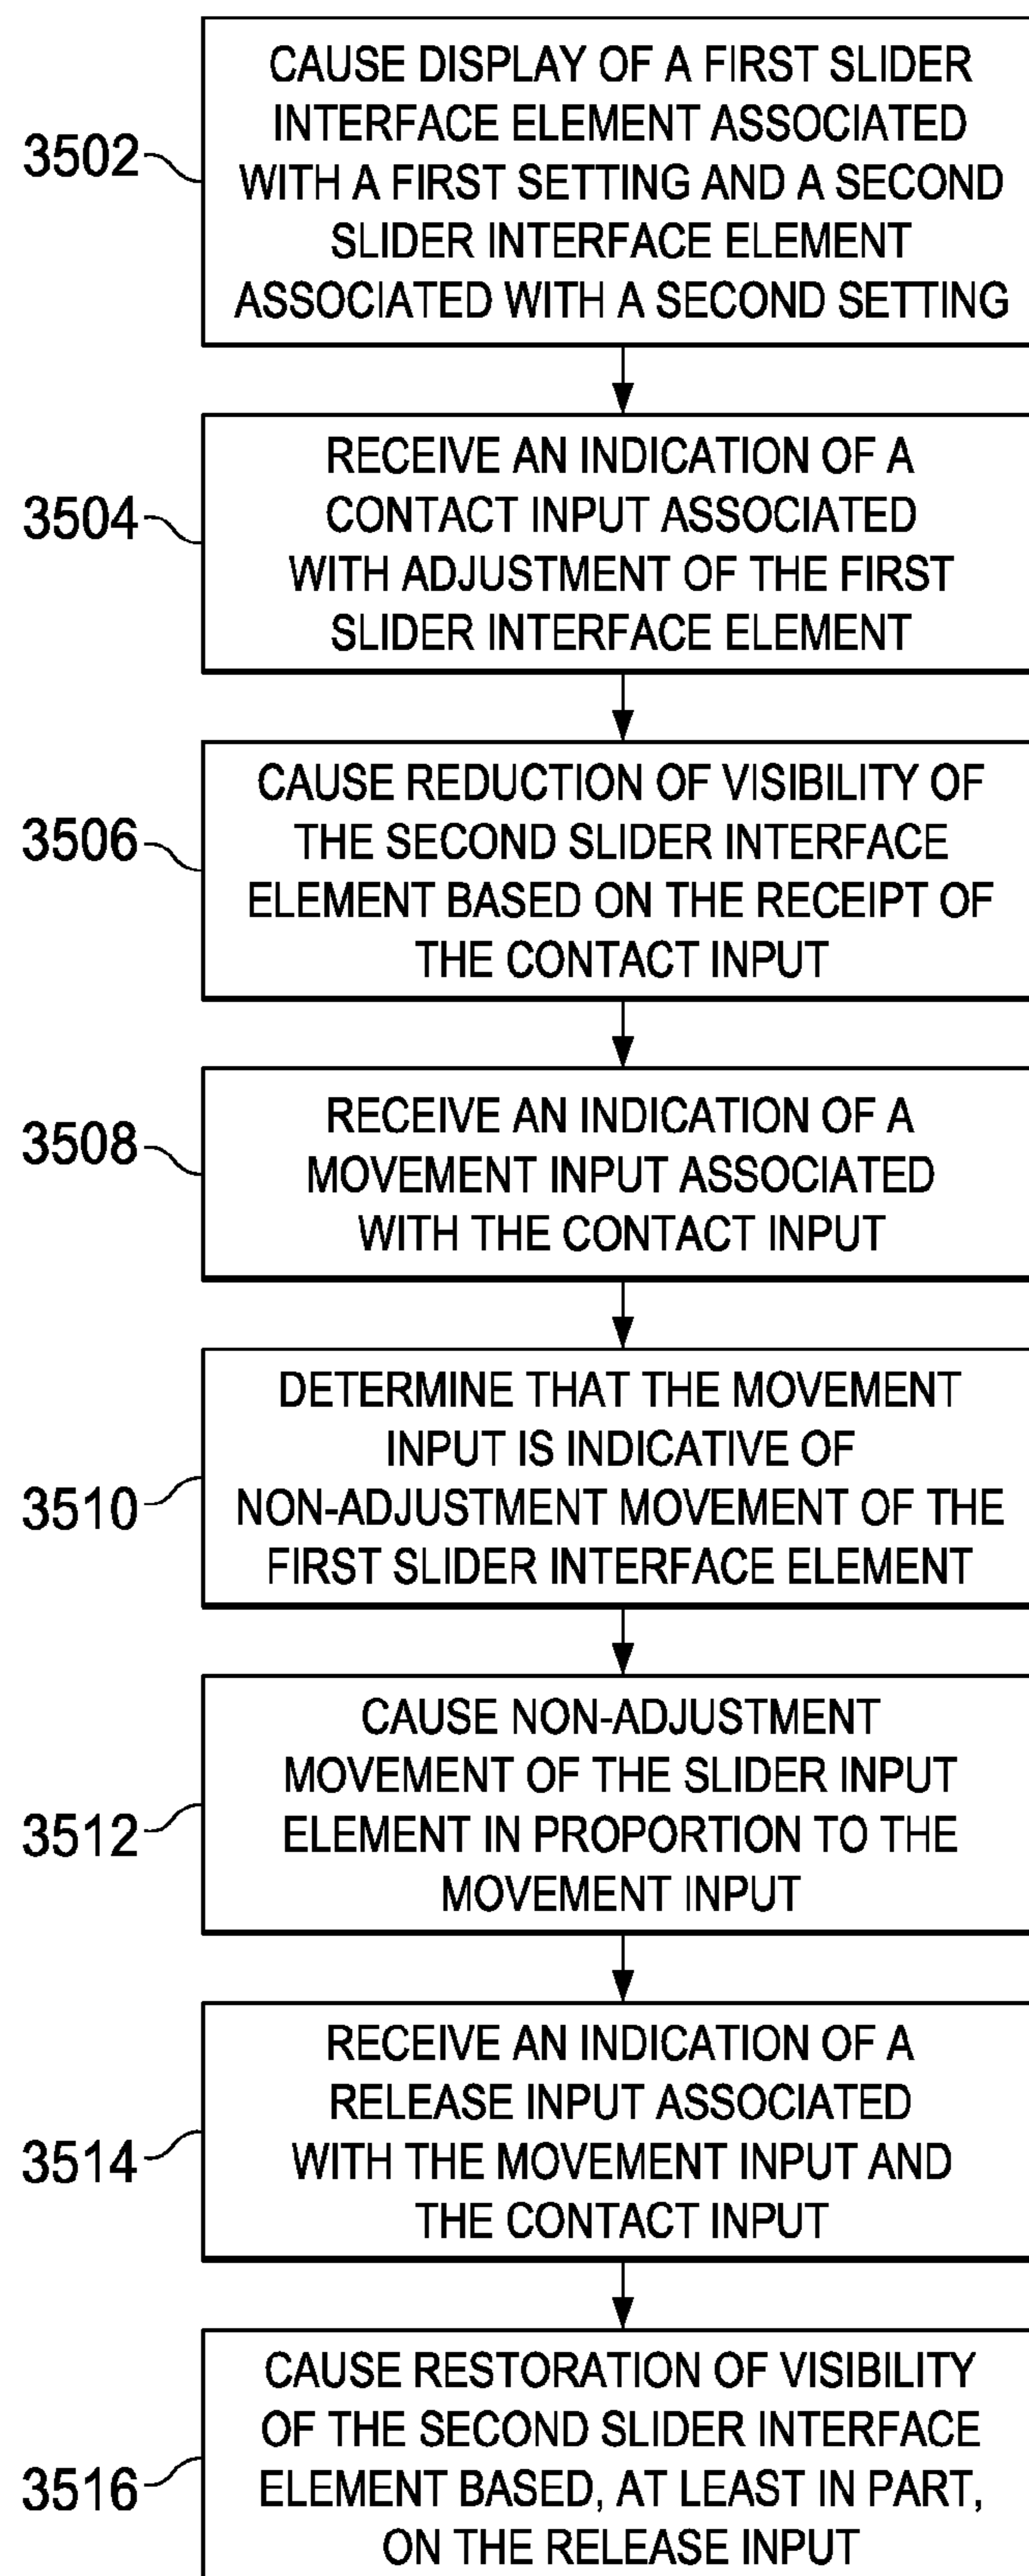 CAUSE DISPLAY OF A FIRST SLIDER
INTERFACE ELEMENT ASSOCIATED
3502
WITH A FIRST SETTING AND A SECOND
SLIDER INTERFACE ELEMENT
ASSOCIATED WITH A SECOND SETTING
RECEIVE AN INDICATION OF A
3504
CONTACT INPUT ASSOCIATED
WITH ADJUSTMENT OF THE FIRST
SLIDER INTERFACE ELEMENT
CAUSE REDUCTION OF VISIBILITY OF
3506
THE SECOND SLIDER INTERFACE
ELEMENT BASED ON THE RECEIPT OF
THE CONTACT INPUT
RECEIVE AN INDICATION OF A
3508
MOVEMENT INPUT ASSOCIATED
WITH THE CONTACT INPUT
DETERMINE THAT THE MOVEMENT
INPUT IS INDICATIVE OF
3510
NON-ADJUSTMENT MOVEMENT OF THE
FIRST SLIDER INTERFACE ELEMENT
CAUSE NON-ADJUSTMENT
MOVEMENT OF THE SLIDER INPUT
3512
ELEMENT IN PROPORTION TO THE
MOVEMENT INPUT
RECEIVE AN INDICATION OF A
RELEASE INPUT ASSOCIATED
3514
WITH THE MOVEMENT INPUT AND
THE CONTACT INPUT
CAUSE RESTORATION OF VISIBILITY
OF THE SECOND SLIDER INTERFACE
3516
ELEMENT BASED, AT LEAST IN PART,
ON THE RELEASE INPUT